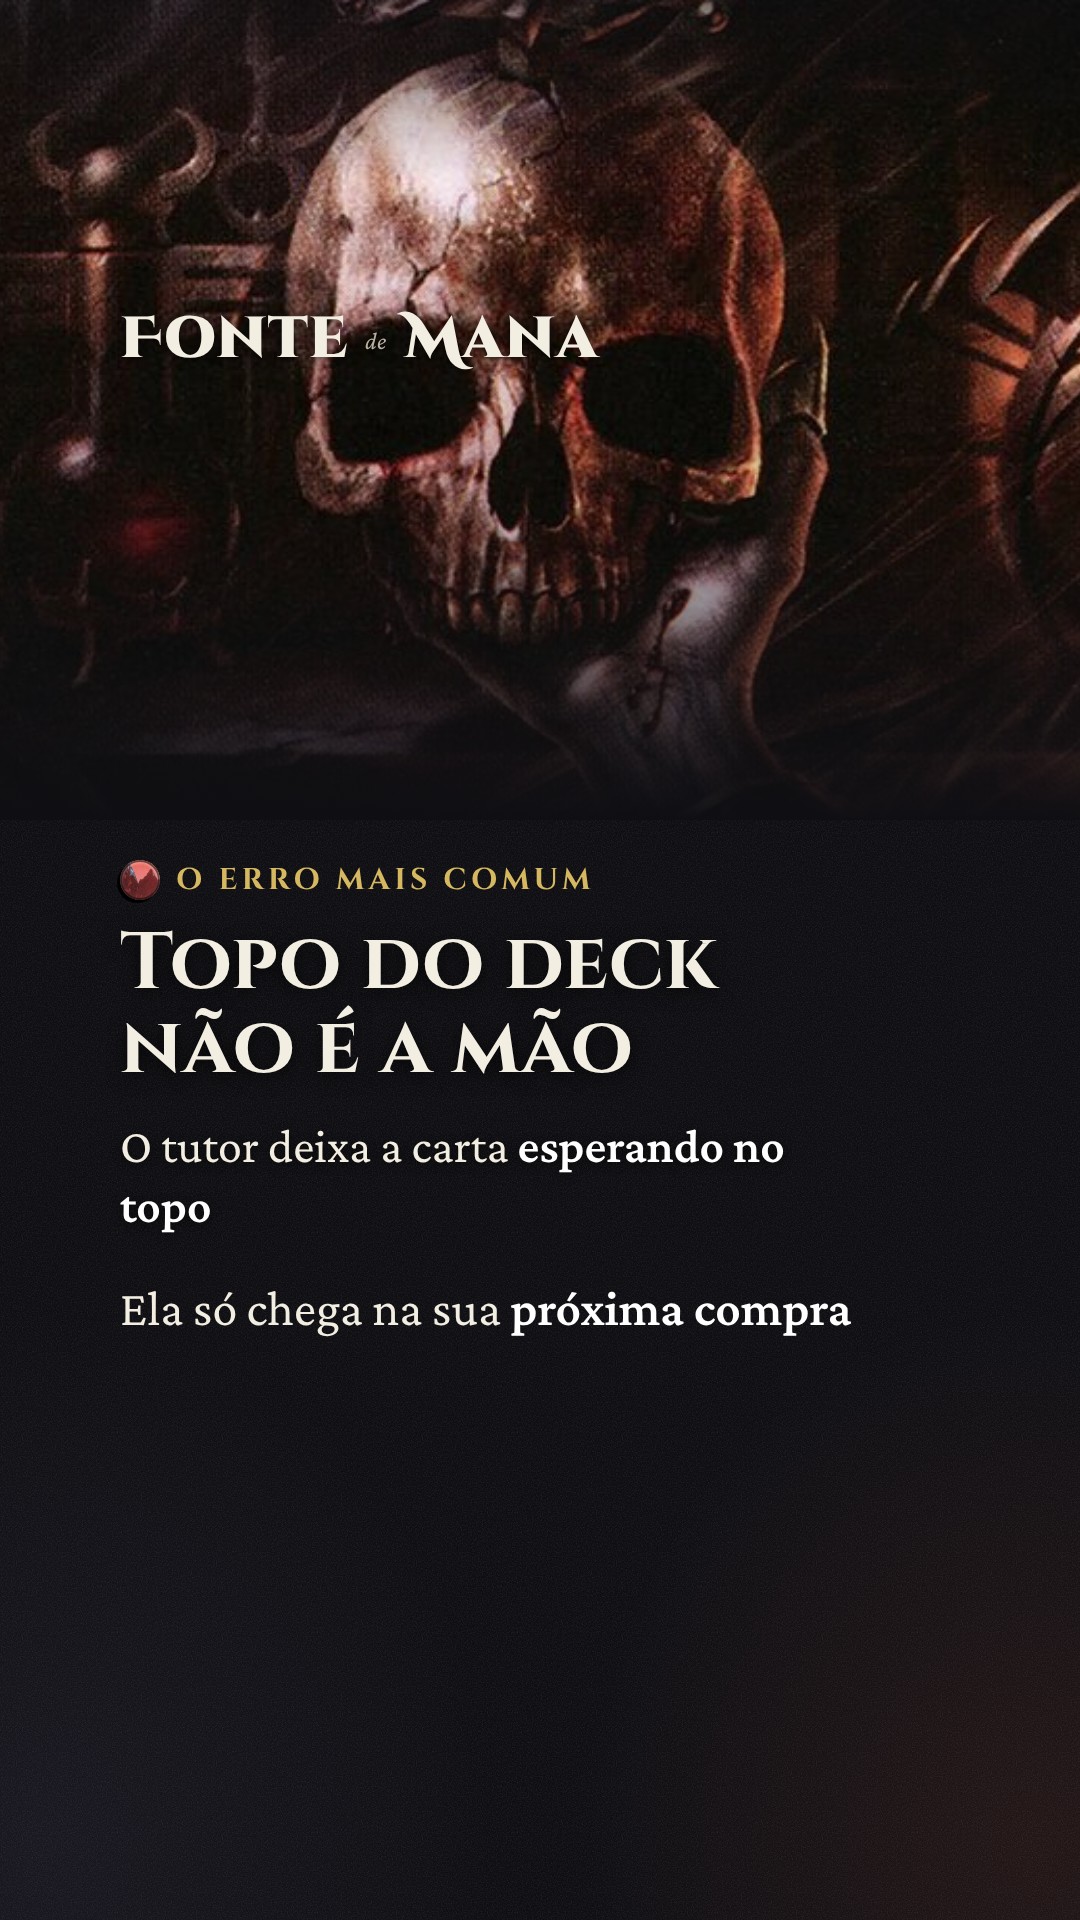 Fonte de Mana
O ERRO MAIS COMUM
Topo do deck
não é a mão
O tutor deixa a carta esperando no
topo
Ela só chega na sua próxima compra